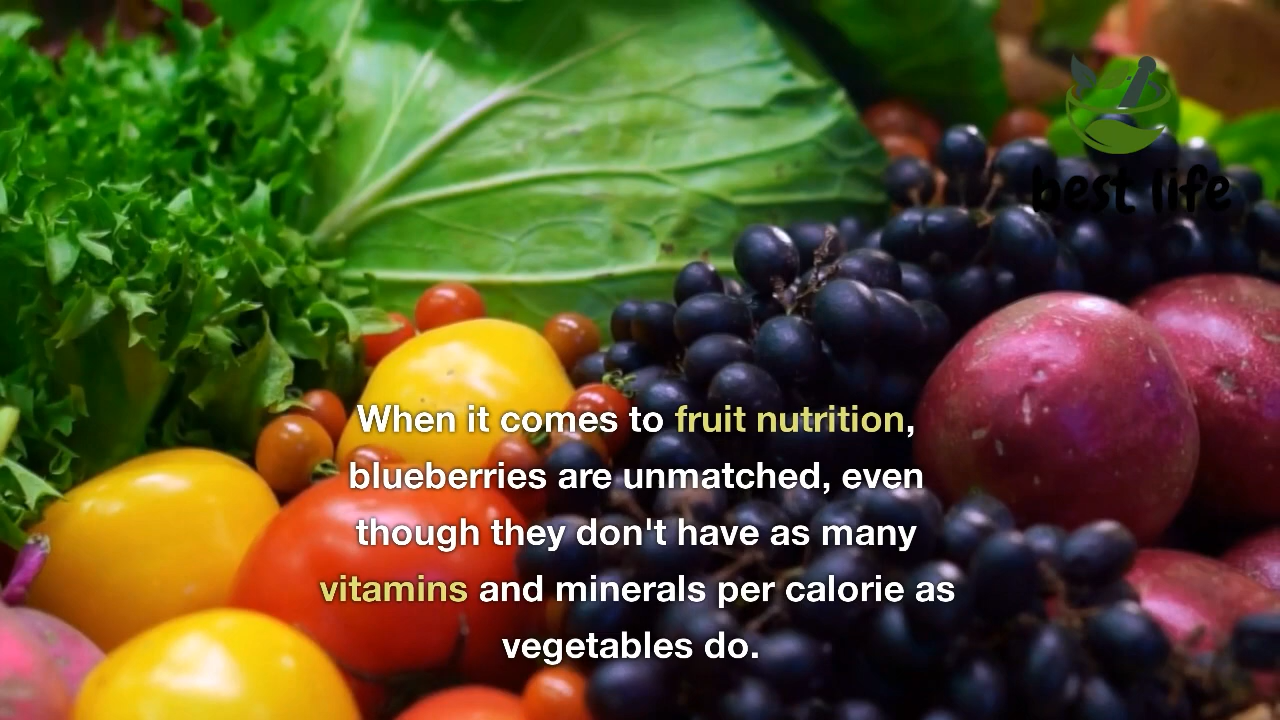 best life
When it comes to fruit nutrition,
blueberries are unmatched, even
though they don't have as many
vitamins and minerals per calorie as
vegetables do.